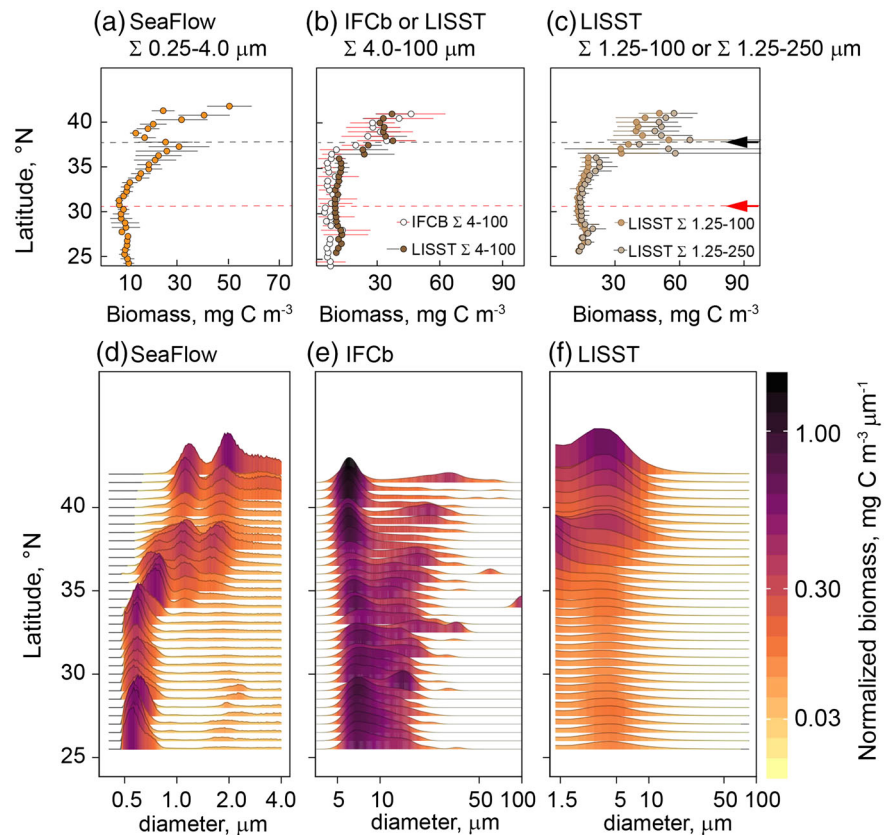 (a) SeaFlow
Σ 0.25-4.0 μm
(b) IFCb or LISST
Σ 4.0-100 μm
(c) LISST
Σ 1.25-100 or Σ 1.25-250 μm
Latitude, °N
40
35
30
25
10
30
50
70
Biomass, mg C m⁻³
IFCB Σ 4-100
LISST Σ 4-100
0
30
60
90
Biomass, mg C m⁻³
LISST Σ 1.25-100
LISST Σ 1.25-250
0
30
60
90
Biomass, mg C m⁻³
(d) SeaFlow
(e) IFCb
(f) LISST
Latitude, °N
40
35
30
25
0.5
1.0
2.0
4.0
diameter, μm
5
10
50
100
diameter, μm
1.5
5
10
50
100
diameter, μm
1.00
0.30
0.03
Normalized biomass, mg C m⁻³ μm⁻¹